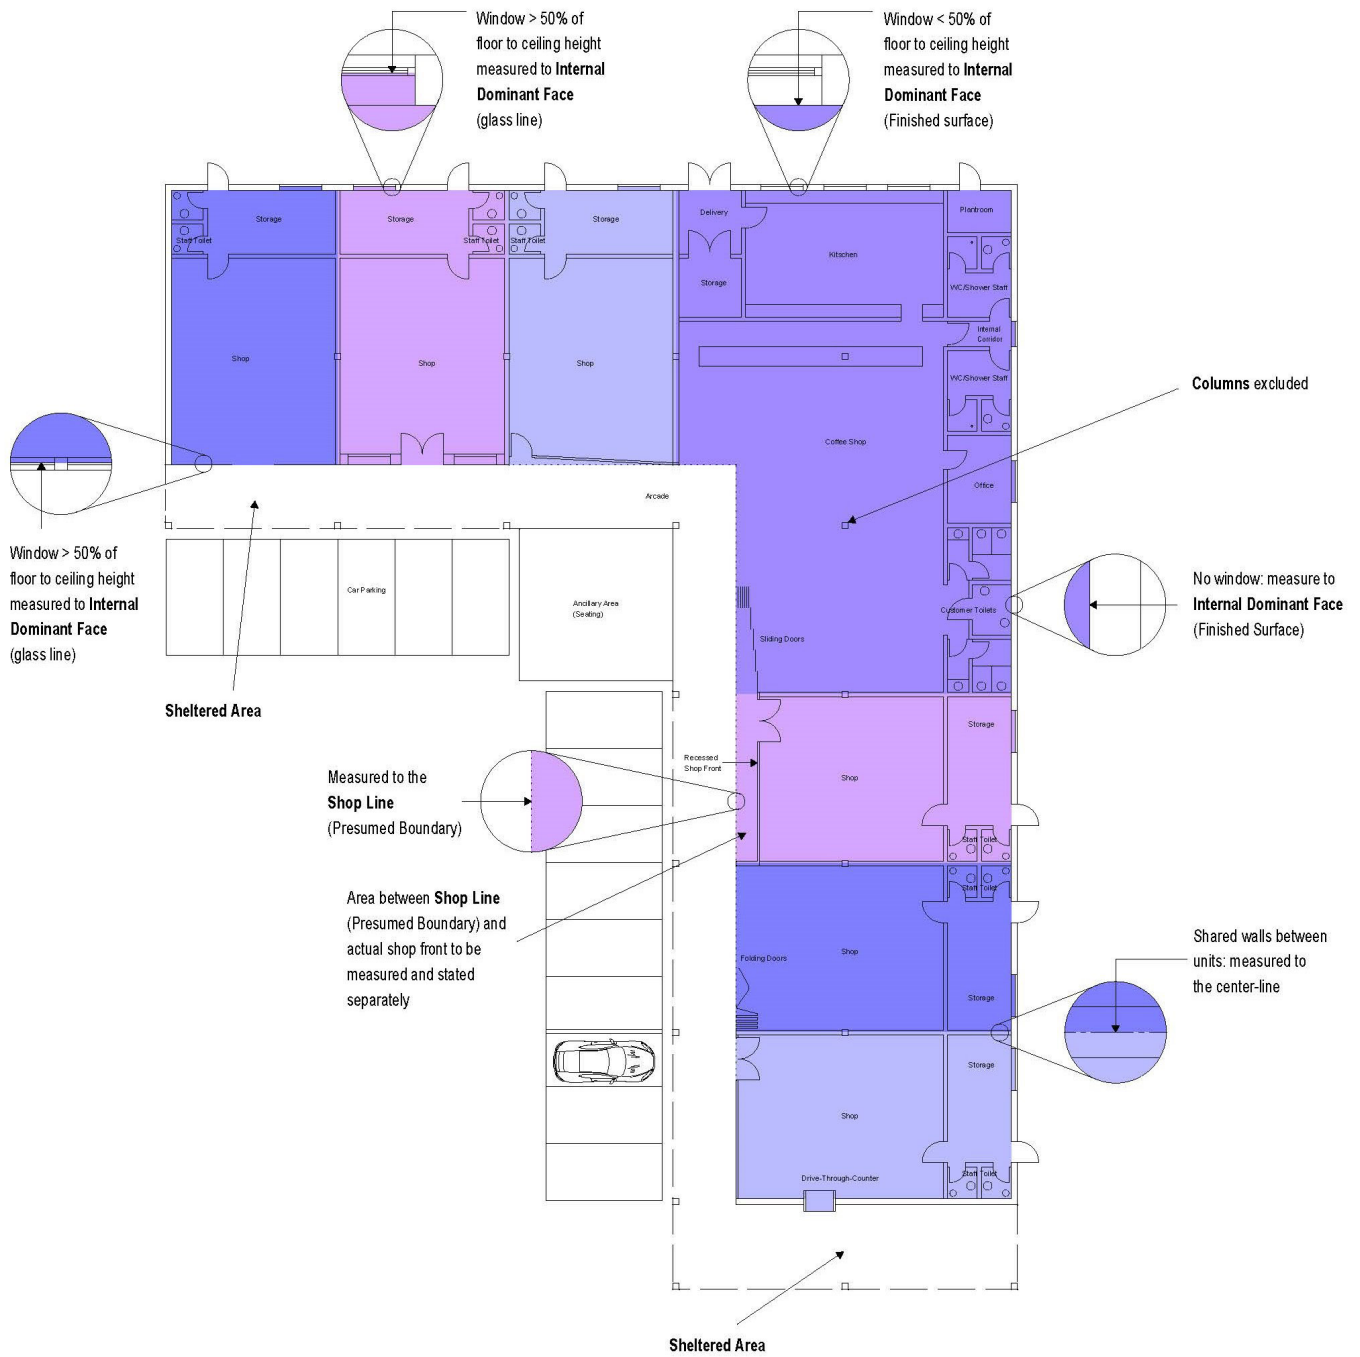 Window > 50% of
floor to ceiling height
measured to Internal
Dominant Face
(glass line)
Window < 50% of
floor to ceiling height
measured to Internal
Dominant Face
(Finished surface)
Storage
Staff Toilet
Storage
Staff Toilet
Staff Toilet
Storage
Delivery
Plantroom
Kitschen
Storage
WC/Shower Staff
Internal
Corridor
Shop
Shop
Shop
WC/Shower Staff
Columns excluded
Coffee Shop
Office
Arcade
Window > 50% of
floor to ceiling height
measured to Internal
Dominant Face
(glass line)
Car Parking
Ancillary Area
(Seating)
Customer Toilets
No window: measure to
Internal Dominant Face
(Finished Surface)
Sliding Doors
Sheltered Area
Storage
Recessed
Shop Front
Shop
Measured to the
Shop Line
(Presumed Boundary)
Staff Toilet
Staff Toilet
Area between Shop Line
(Presumed Boundary) and
actual shop front to be
measured and stated
separately
Shop
Folding Doors
Storage
Shared walls between
units: measured to
the center-line
Storage
Shop
Staff Toilet
Drive-Through-Counter
Sheltered Area